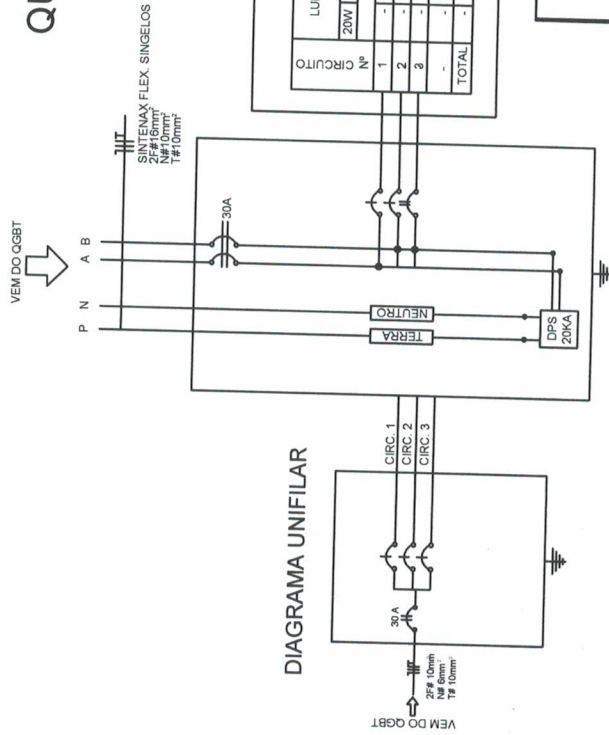 QU
VEM DO QGBT
SINTENAX FLEX. SINGELOS
2F#16mm²
N#10mm²
T#10mm²
P N A B
30A
NEUTRO
TERRA
DPS
20KA
CIRCUITO
Nº
20W
1 -
2 -
3 -
- -
TOTAL -
DIAGRAMA UNIFILAR
CIRC. 1
CIRC. 2
CIRC. 3
30 A
2F# 10mm²
N# 6mm²
T# 10mm²
VEM DO QGBT